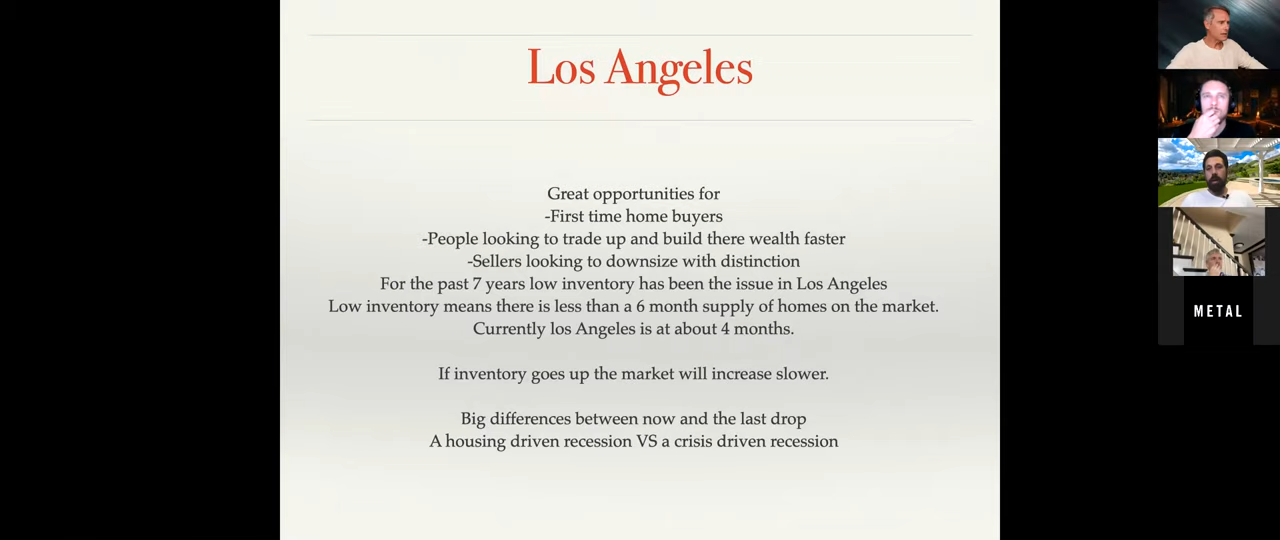 Los Angeles
Great opportunities for
-First time home buyers
-People looking to trade up and build there wealth faster
-Sellers looking to downsize with distinction
For the past 7 years low inventory has been the issue in Los Angeles
Low inventory means there is less than a 6 month supply of homes on the market.
Currently los Angeles is at about 4 months.
If inventory goes up the market will increase slower.
Big differences between now and the last drop
A housing driven recession VS a crisis driven recession
METAL